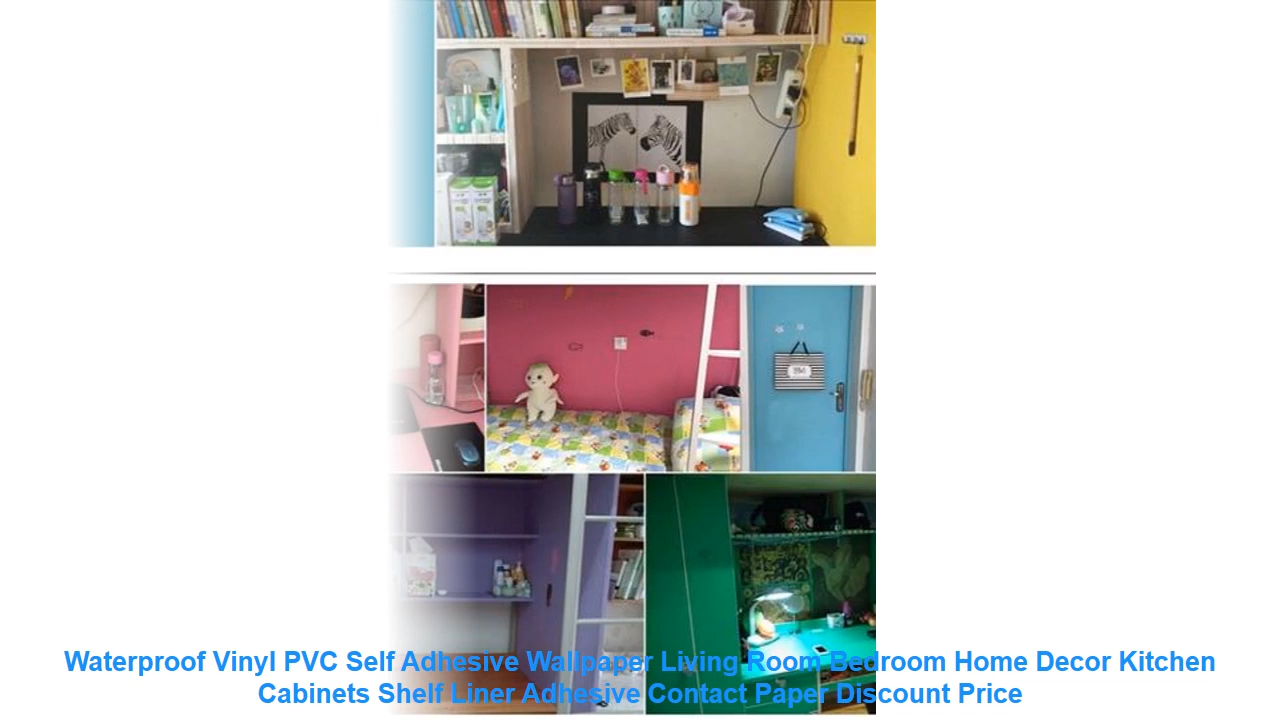 Waterproof Vinyl PVC Self Adhesive Wallpaper Living Room Bedroom Home Decor Kitchen
Cabinets Shelf Liner Adhesive Contact Paper Discount Price